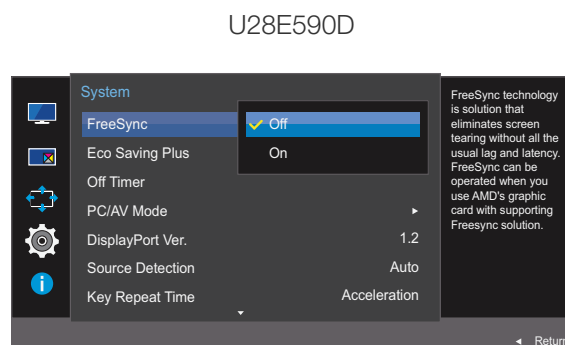 U28E590D
System
FreeSync
Off
On
Eco Saving Plus
Off Timer
PC/AV Mode
DisplayPort Ver. 1.2
Source Detection Auto
Key Repeat Time Acceleration
FreeSync technology
is solution that
eliminates screen
tearing without all the
usual lag and latency.
FreeSync can be
operated when you
use AMD's graphic
card with supporting
Freesync solution.
Return